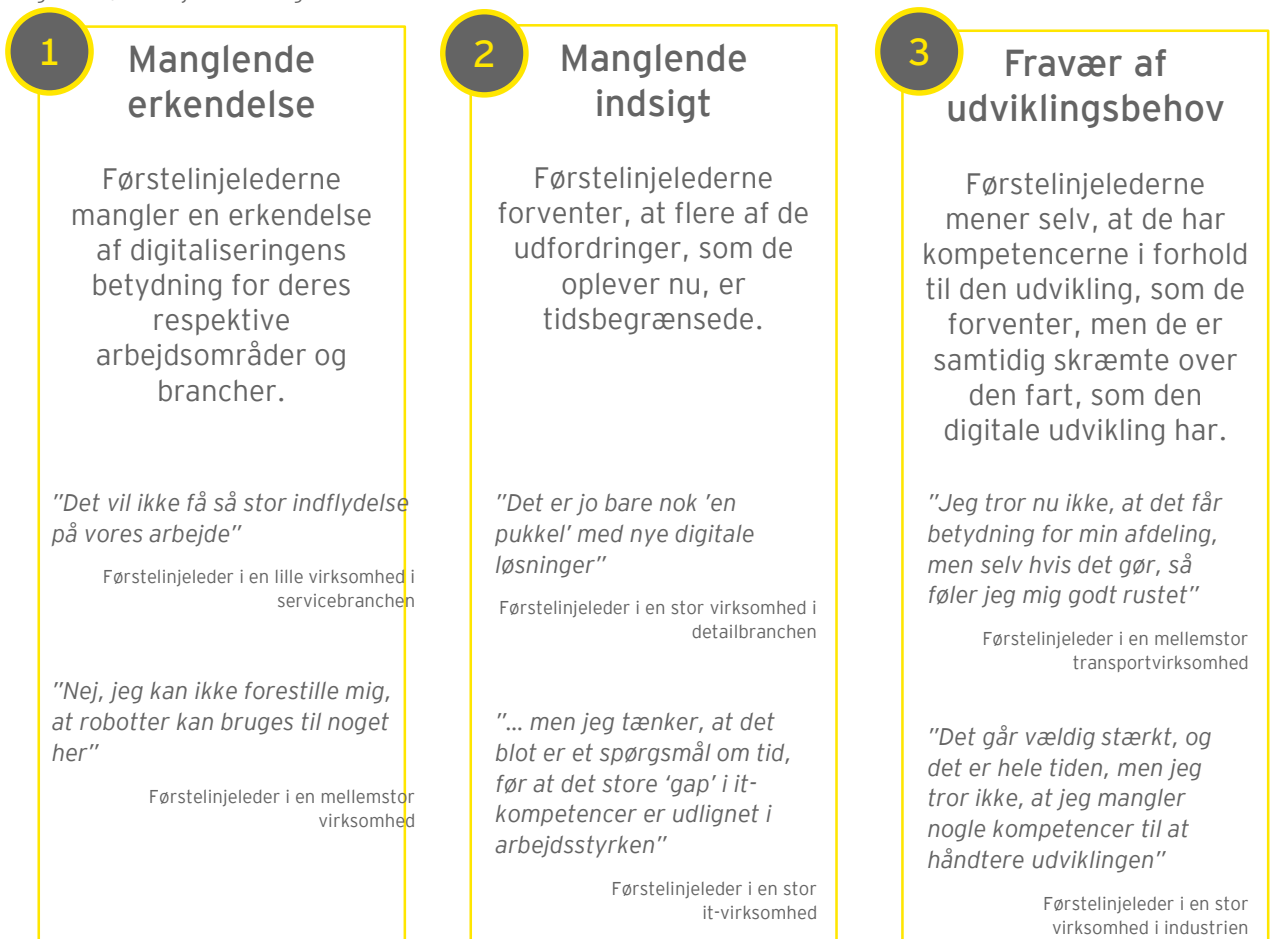 1
Manglende
erkendelse
Førstelinjelederne
mangler en erkendelse
af digitaliseringens
betydning for deres
respektive
arbejdsområder og
brancher.
"Det vil ikke få så stor indflydelse
på vores arbejde"
Førstelinjeleder i en lille virksomhed i
servicebranchen
"Nej, jeg kan ikke forestille mig,
at robotter kan bruges til noget
her"
Førstelinjeleder i en mellemstor
virksomhed
2
Manglende
indsigt
Førstelinjelederne
forventer, at flere af de
udfordringer, som de
oplever nu, er
tidsbegrænsede.
"Det er jo bare nok 'en
pukkel' med nye digitale
løsninger"
Førstelinjeleder i en stor virksomhed i
detailbranchen
"... men jeg tænker, at det
blot er et spørgsmål om tid,
før at det store 'gap' i it-
kompetencer er udlignet i
arbejdsstyrken"
Førstelinjeleder i en stor
it-virksomhed
3
Fravær af
udviklingsbehov
Førstelinjelederne
mener selv, at de har
kompetencerne i forhold
til den udvikling, som de
forventer, men de er
samtidig skræmte over
den fart, som den
digitale udvikling har.
"Jeg tror nu ikke, at det får
betydning for min afdeling,
men selv hvis det gør, så
føler jeg mig godt rustet"
Førstelinjeleder i en mellemstor
transportvirksomhed
"Det går vældig stærkt, og
det er hele tiden, men jeg
tror ikke, at jeg mangler
nogle kompetencer til at
håndtere udviklingen"
Førstelinjeleder i en stor
virksomhed i industrien